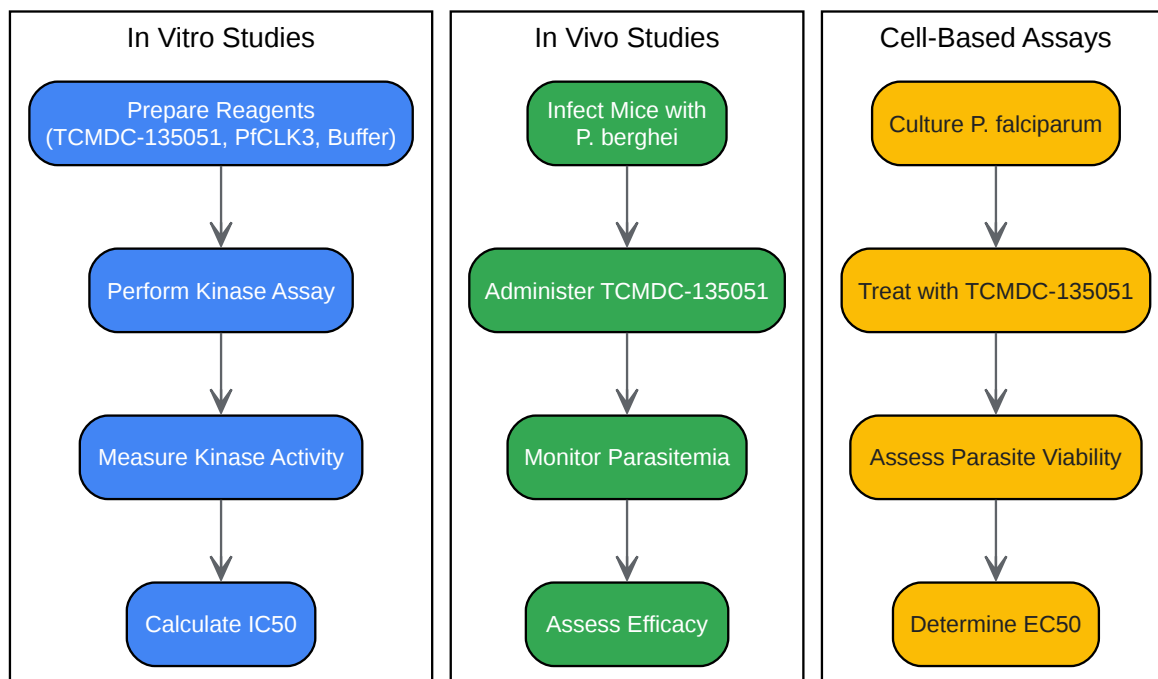 In Vitro Studies
Prepare Reagents
(TCMDC-135051, PfCLK3, Buffer)
Perform Kinase Assay
Measure Kinase Activity
Calculate IC50
In Vivo Studies
Infect Mice with
P. berghei
Administer TCMDC-135051
Monitor Parasitemia
Assess Efficacy
Cell-Based Assays
Culture P. falciparum
Treat with TCMDC-135051
Assess Parasite Viability
Determine EC50